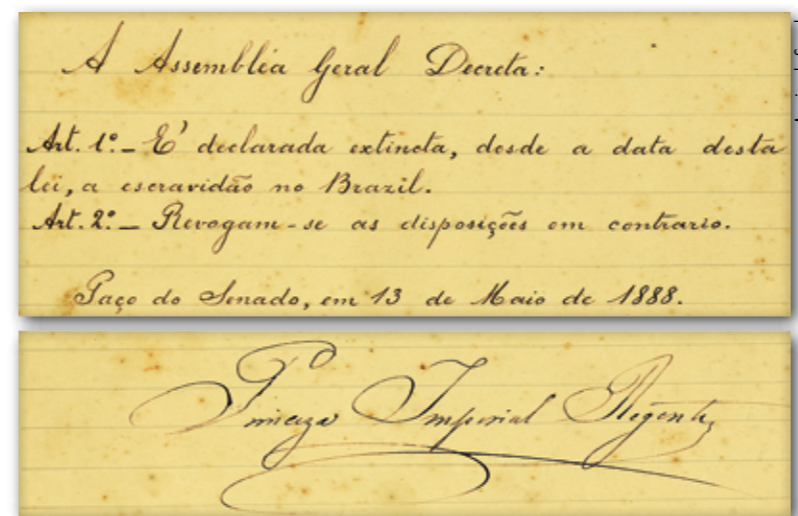 A Assembléa Geral Decreta:
Art. 1º. – E' declarada extincta, desde a data desta
lei, a escravidão no Brazil.
Art. 2º. – Revogam-se as disposições em contrario.
Paço do Senado, em 13 de Maio de 1888.
Princeza Imperial Regente